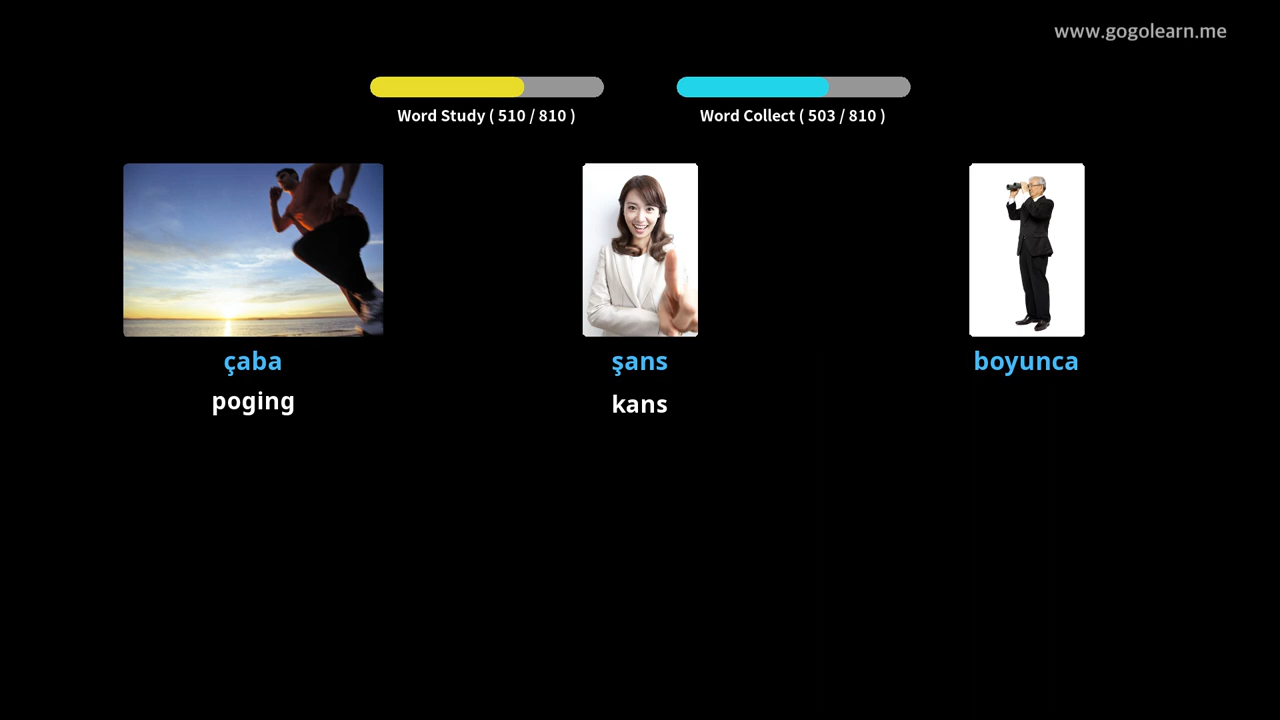 www.gogolearn.me
Word Study ( 510 / 810 )
Word Collect ( 503 / 810 )
çaba
şans
boyunca
poging
kans